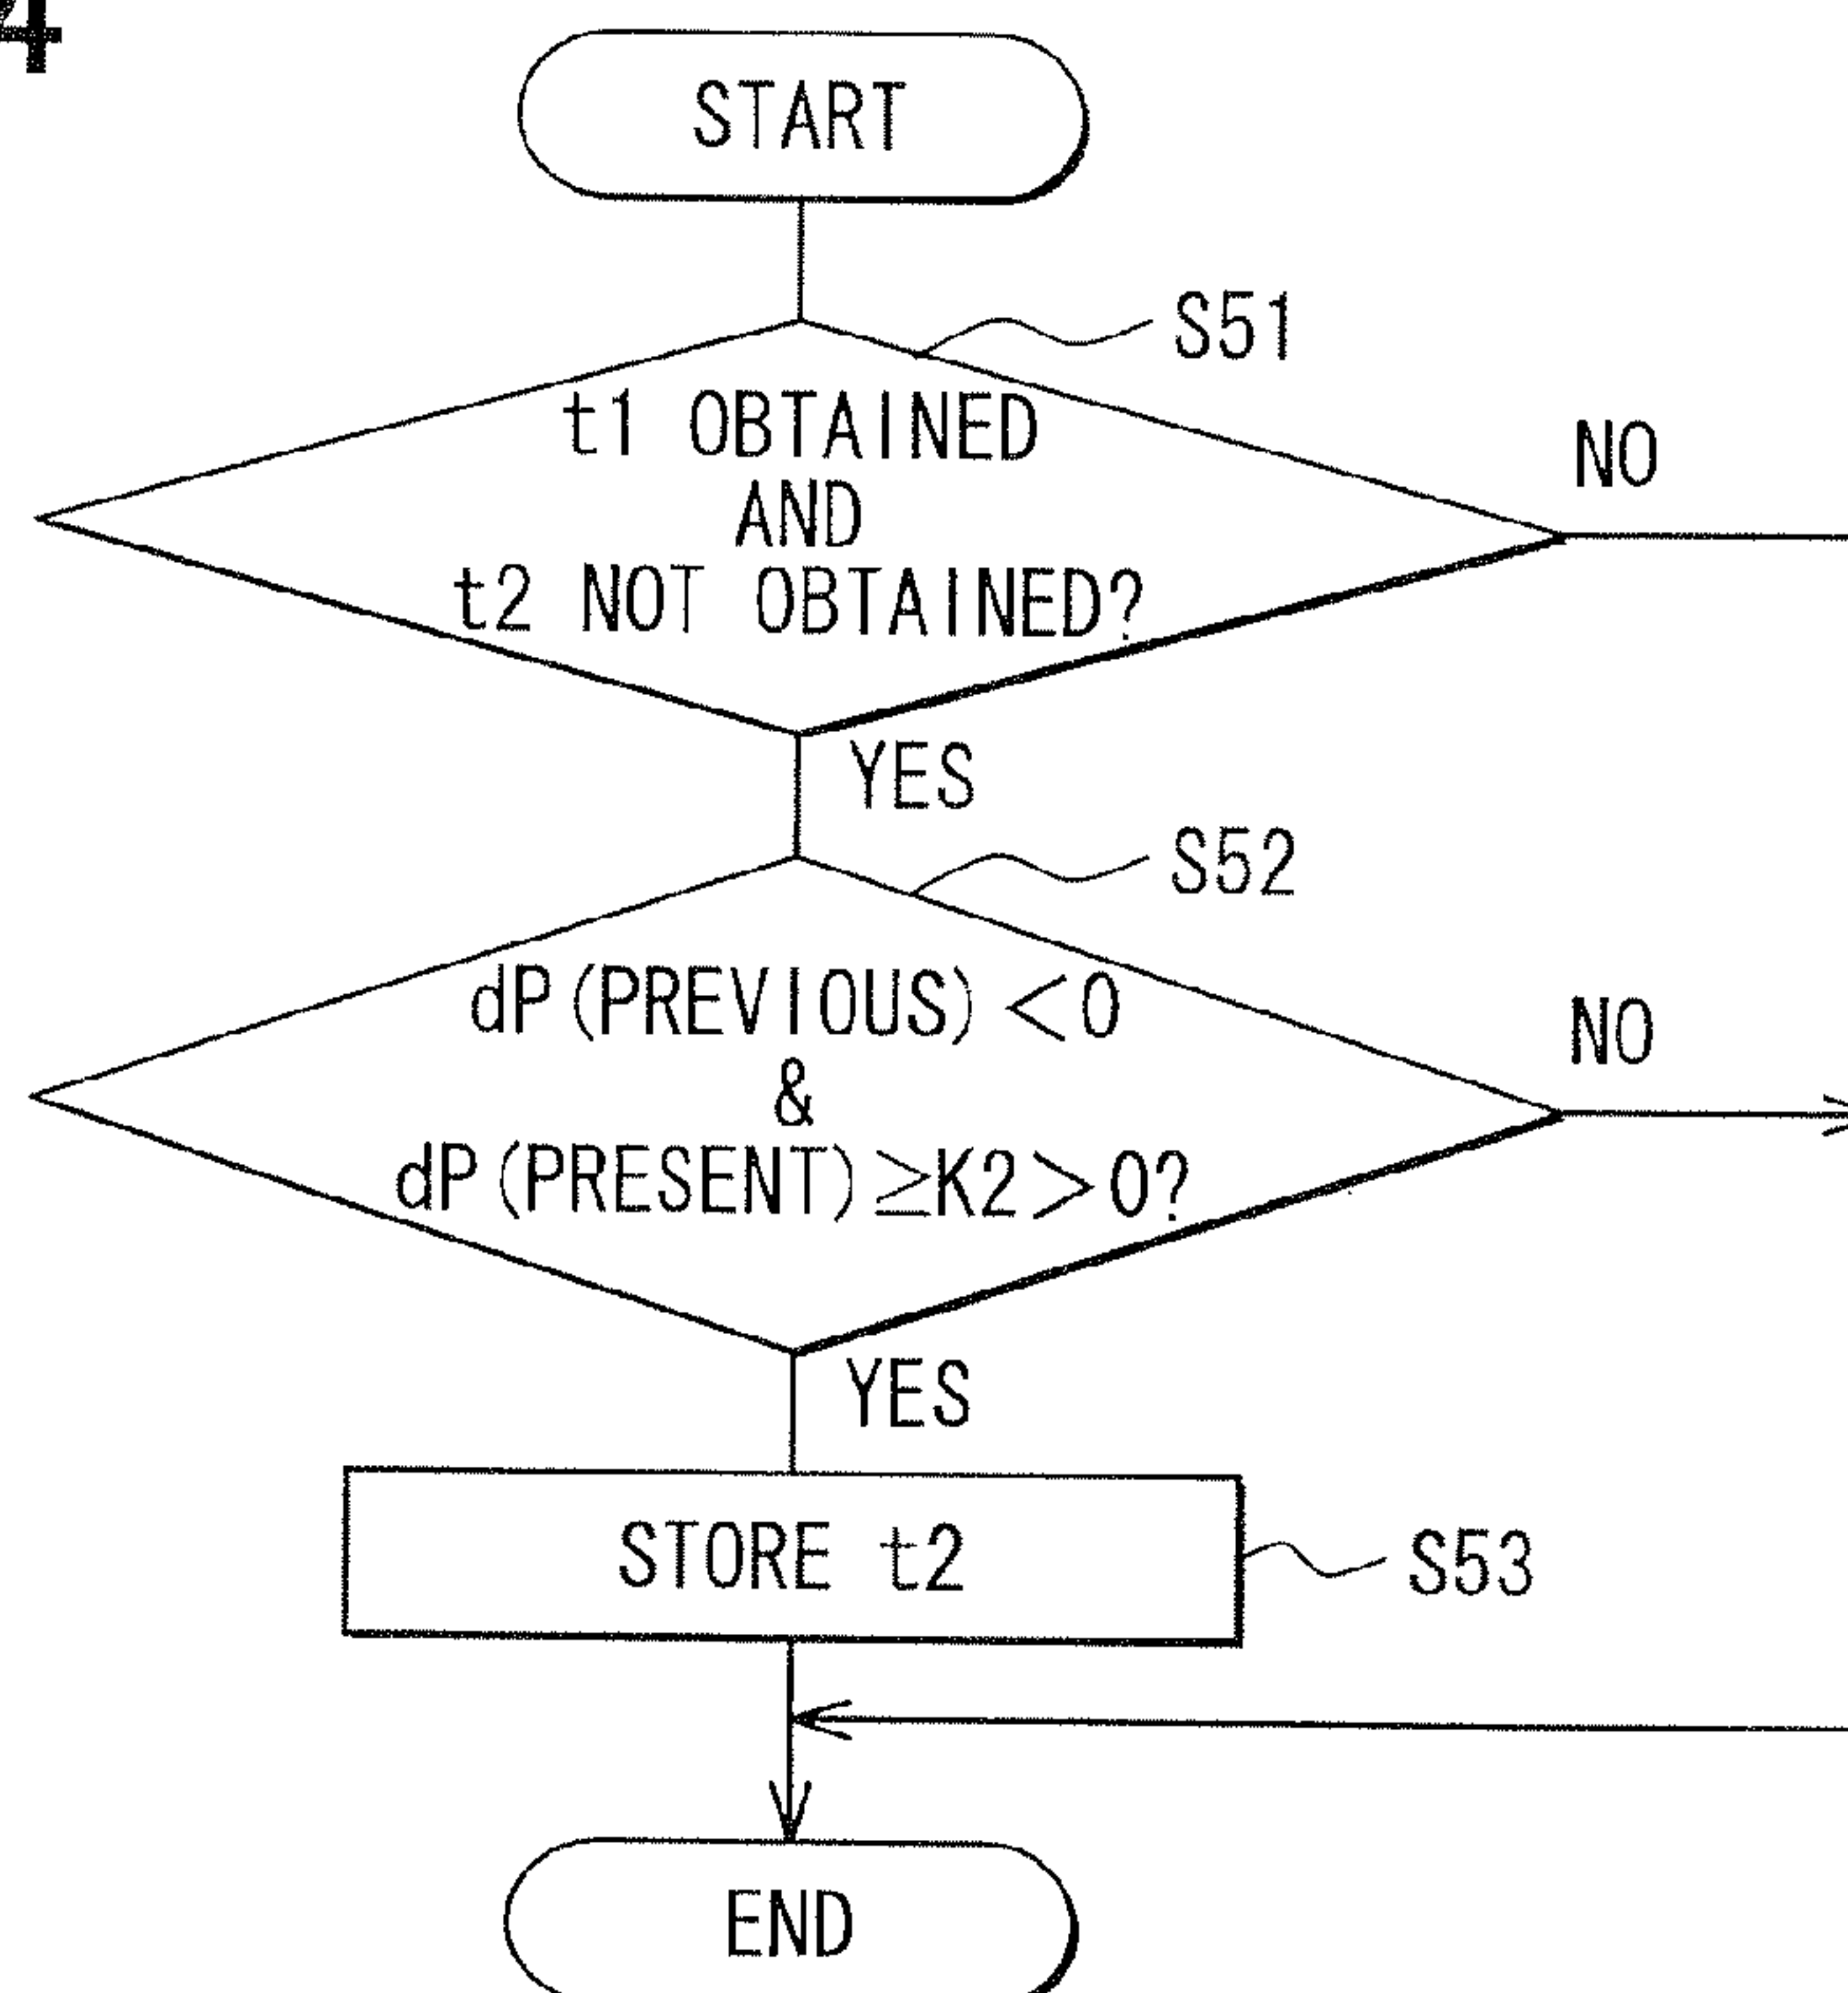 4
START
S51
t1 OBTAINED
AND
t2 NOT OBTAINED?
NO
YES
S52
dP(PREVIOUS)<0
&
dP(PRESENT)≧K2>0?
NO
YES
STORE t2
S53
END